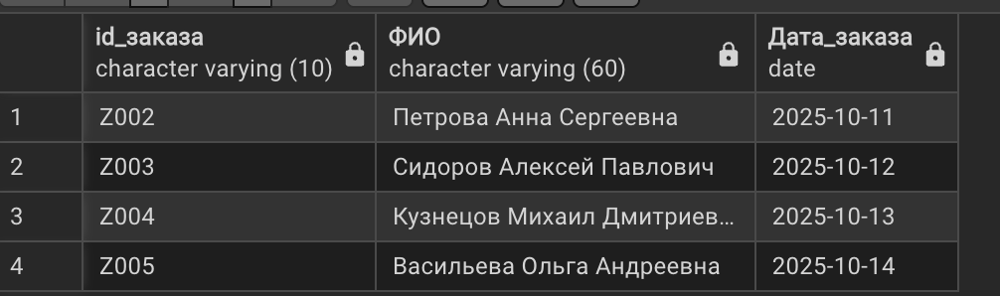 id_заказа ФИО Дата_заказа
character varying (10) character varying (60) date
1 Z002 Петрова Анна Сергеевна 2025-10-11
2 Z003 Сидоров Алексей Павлович 2025-10-12
3 Z004 Кузнецов Михаил Дмитриев... 2025-10-13
4 Z005 Васильева Ольга Андреевна 2025-10-14